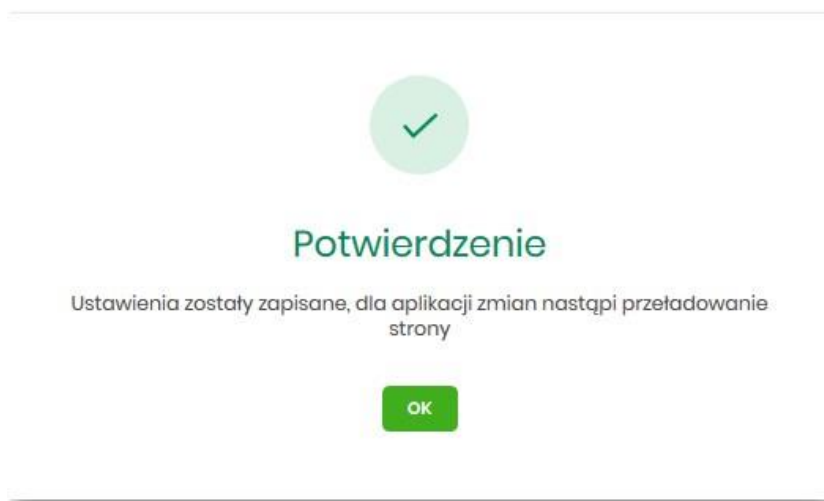 Potwierdzenie
Ustawienia zostały zapisane, dla aplikacji zmian nastąpi przeładowanie
strony
OK